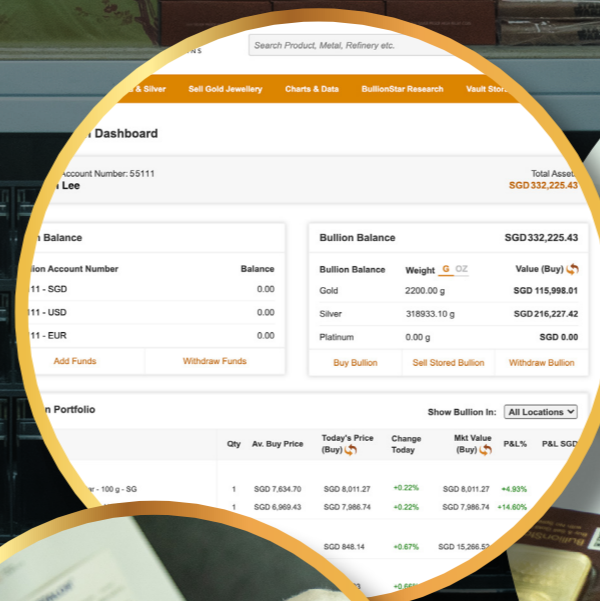 NS
Search Product, Metal, Refinery etc.
& Silver Sell Gold Jewellery Charts & Data BullionStar Research Vault
Dashboard
Account Number: 55111
Lee
Total Asset
SGD 332,225.43
Balance
Bullion Balance SGD 332,225.43
Account Number Balance
Bullion Balance Weight G OZ Value (Buy)
11 - SGD 0.00
Gold 2200.00 g SGD 115,998.01
11 - USD 0.00
Silver 318933.10 g SGD 216,227.42
11 - EUR 0.00
Platinum 0.00 g SGD 0.00
Add Funds Withdraw Funds
Buy Bullion Sell Stored Bullion Withdraw Bullion
Portfolio
Show Bullion In: All Locations
Qty Av. Buy Price Today's Price (Buy) Change Today Mkt Value (Buy) P&L% P&L SGD
- 100 g - SG 1 SGD 7,634.70 SGD 8,011.27 +0.22% SGD 8,011.27 +4.93%
1 SGD 6,969.43 SGD 7,986.74 +0.22% SGD 7,986.74 +14.60%
SGD 848.14 +0.67% SGD 15,266.52